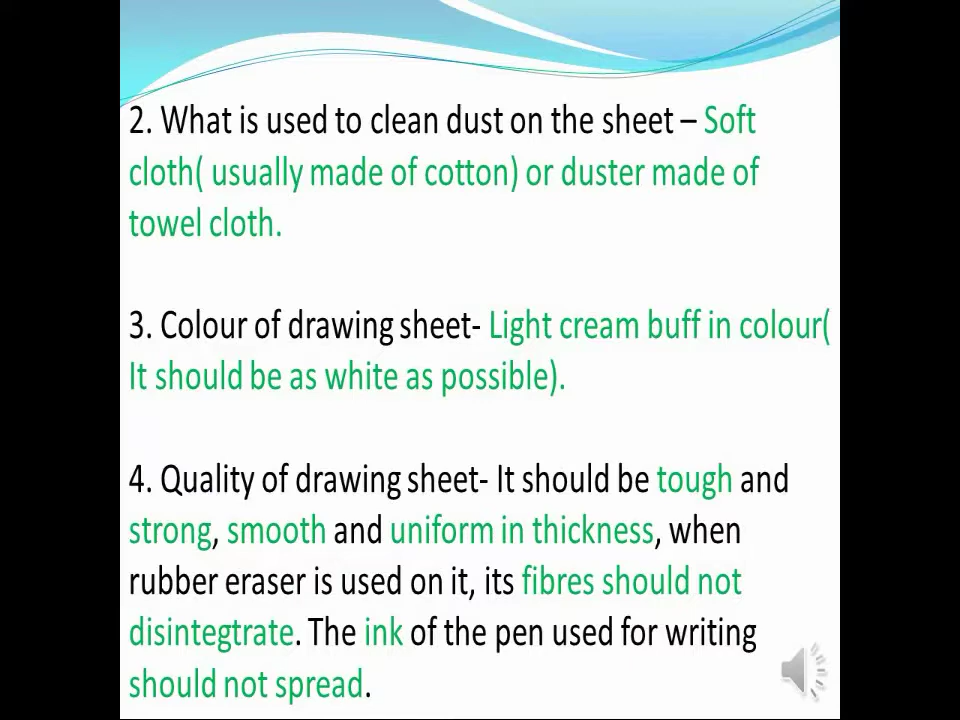 2. What is used to clean dust on the sheet – Soft
cloth( usually made of cotton) or duster made of
towel cloth.
3. Colour of drawing sheet- Light cream buff in colour(
It should be as white as possible).
4. Quality of drawing sheet- It should be tough and
strong, smooth and uniform in thickness, when
rubber eraser is used on it, its fibres should not
disintegtrate. The ink of the pen used for writing
should not spread.